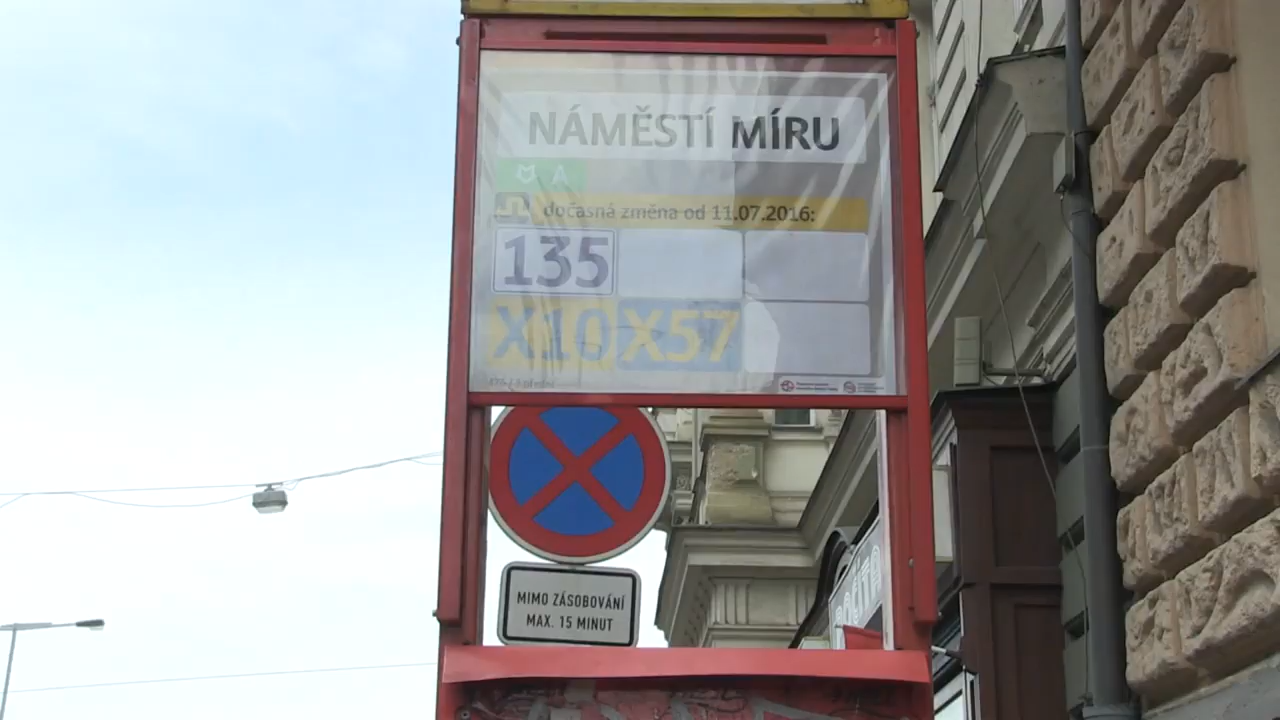 NÁMĚSTÍ MÍRU
A
dočasná změna od 11.07.2016:
135
X10 X57
MIMO ZÁSOBOVÁNÍ
MAX. 15 MINUT